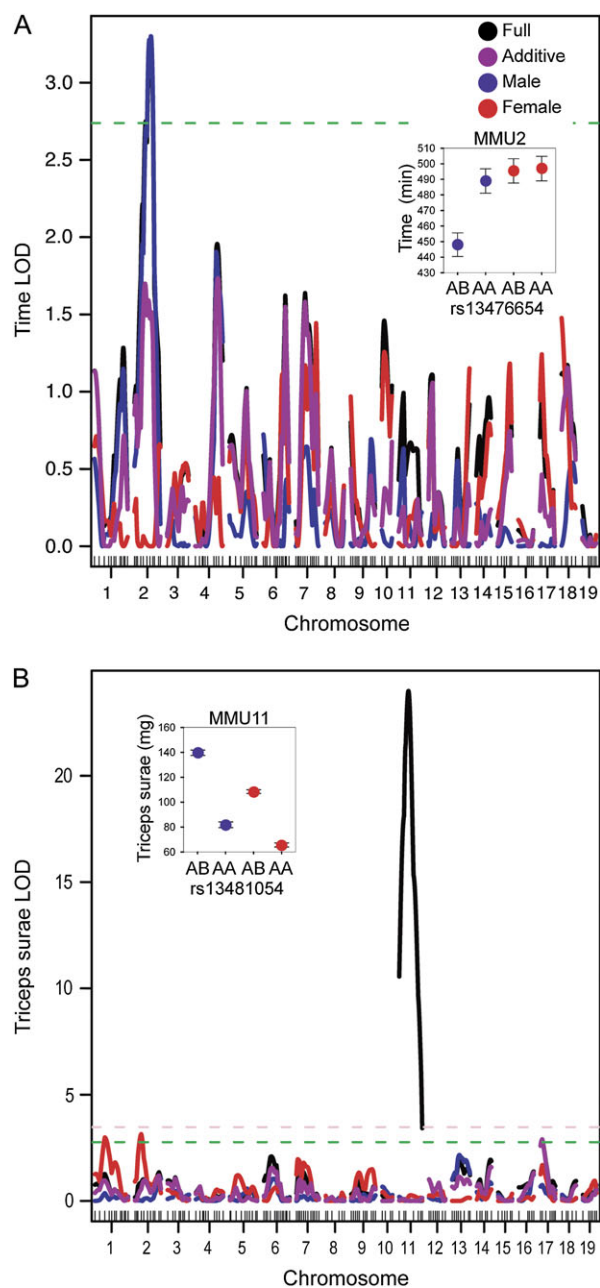 A
Full
Additive
Male
Female
3.0
2.5
2.0
1.5
1.0
0.5
0.0
Time LOD
MMU2
510
500
490
480
470
460
450
440
430
Time (min)
AB AA AB AA
rs13476654
1 2 3 4 5 6 7 8 9 10 11 12 13 14 15 16 17 18 19
Chromosome
B
MMU11
160
140
120
100
80
60
Triceps surae (mg)
AB AA AB AA
rs13481054
20
15
10
5
0
Triceps surae LOD
1 2 3 4 5 6 7 8 9 10 11 12 13 14 15 16 17 18 19
Chromosome